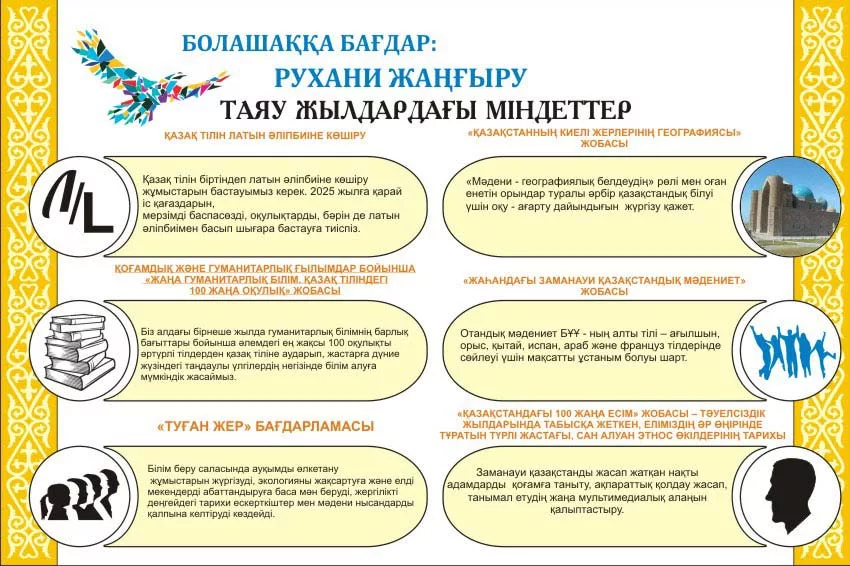 БОЛАШАҚҚА БАҒДАР:
РУХАНИ ЖАҢҒЫРУ
ТАЯУ ЖЫЛДАРДАҒЫ МІНДЕТТЕР
ҚАЗАҚ ТІЛІН ЛАТЫН ӘЛІПБИІНЕ КӨШІРУ
Қазақ тілін біртіндеп латын әліпбиіне көшіру
жұмыстарын бастауымыз керек. 2025 жылға қарай
іс қағаздарын,
мерзімді баспасөзді, оқулықтарды, бәрін де латын
әліпбиімен басып шығара бастауға тиіспіз.
Л/L
ҚОҒАМДЫҚ ЖӘНЕ ГУМАНИТАРЛЫҚ ҒЫЛЫМДАР БОЙЫНША
«ЖАҢА ГУМАНИТАРЛЫҚ БІЛІМ. ҚАЗАҚ ТІЛІНДЕГІ
100 ЖАҢА ОҚУЛЫҚ» ЖОБАСЫ
Біз алдағы бірнеше жылда гуманитарлық білімнің барлық
бағыттары бойынша әлемдегі ең жақсы 100 оқулықты
әртүрлі тілдерден қазақ тіліне аударып, жастарға дүние
жүзіндегі таңдаулы үлгілердің негізінде білім алуға
мүмкіндік жасаймыз.
«ТУҒАН ЖЕР» БАҒДАРЛАМАСЫ
Білім беру саласында ауқымды өлкетану
жұмыстарын жүргізуді, экологияны жақсартуға және елді
мекендерді абаттандыруға баса мән беруді, жергілікті
деңгейдегі тарихи ескерткіштер мен мәдени нысандарды
қалпына келтіруді көздейді.
«ҚАЗАҚСТАННЫҢ КИЕЛІ ЖЕРЛЕРІНІҢ ГЕОГРАФИЯСЫ»
ЖОБАСЫ
«Мәдени - географиялық белдеудің» рөлі мен оған
енетін орындар туралы әрбір қазақстандық білуі
үшін оқу - ағарту дайындығын жүргізу қажет.
«ЖАҺАНДАҒЫ ЗАМАНАУИ ҚАЗАҚСТАНДЫҚ МӘДЕНИЕТ»
ЖОБАСЫ
Отандық мәдениет БҰҰ - ның алты тілі – ағылшын,
орыс, қытай, испан, араб және француз тілдерінде
сөйлеуі үшін мақсатты ұстаным болуы шарт.
«ҚАЗАҚСТАНДАҒЫ 100 ЖАҢА ЕСІМ» ЖОБАСЫ – ТӘУЕЛСІЗДІК
ЖЫЛДАРЫНДА ТАБЫСҚА ЖЕТКЕН, ЕЛІМІЗДІҢ ӘР ӨҢІРІНДЕ
ТҰРАТЫН ТҮРЛІ ЖАСТАҒЫ, САН АЛУАН ЭТНОС ӨКІЛДЕРІНІҢ ТАРИХЫ
Заманауи қазақстанды жасап жатқан нақты
адамдарды қоғамға таныту, ақпараттық қолдау жасап,
танымал етудің жаңа мультимедиалық алаңын
қалыптастыру.